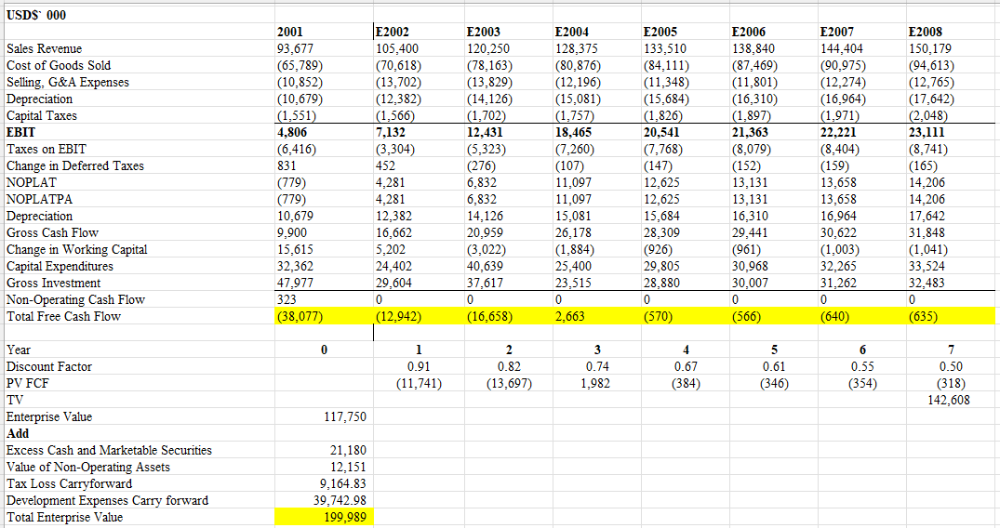 USD$` 000
2001 E2002 E2003 E2004 E2005 E2006 E2007 E2008
Sales Revenue 93,677 105,400 120,250 128,375 133,510 138,840 144,404 150,179
Cost of Goods Sold (65,789) (70,618) (78,163) (80,876) (84,111) (87,469) (90,975) (94,613)
Selling, G&A Expenses (10,852) (13,702) (13,829) (12,196) (11,348) (11,801) (12,274) (12,765)
Depreciation (10,679) (12,382) (14,126) (15,081) (15,684) (16,310) (16,964) (17,642)
Capital Taxes (1,551) (1,566) (1,702) (1,757) (1,826) (1,897) (1,971) (2,048)
EBIT 4,806 7,132 12,431 18,465 20,541 21,363 22,221 23,111
Taxes on EBIT (6,416) (3,304) (5,323) (7,260) (7,768) (8,079) (8,404) (8,741)
Change in Deferred Taxes 831 452 (276) (107) (147) (152) (159) (165)
NOPLAT (779) 4,281 6,832 11,097 12,625 13,131 13,658 14,206
NOPLATPA (779) 4,281 6,832 11,097 12,625 13,131 13,658 14,206
Depreciation 10,679 12,382 14,126 15,081 15,684 16,310 16,964 17,642
Gross Cash Flow 9,900 16,662 20,959 26,178 28,309 29,441 30,622 31,848
Change in Working Capital 15,615 5,202 (3,022) (1,884) (926) (961) (1,003) (1,041)
Capital Expenditures 32,362 24,402 40,639 25,400 29,805 30,968 32,265 33,524
Gross Investment 47,977 29,604 37,617 23,515 28,880 30,007 31,262 32,483
Non-Operating Cash Flow 323 0 0 0 0 0 0 0
Total Free Cash Flow (38,077) (12,942) (16,658) 2,663 (570) (566) (640) (635)
Year 0 1 2 3 4 5 6 7
Discount Factor 0.91 0.82 0.74 0.67 0.61 0.55 0.50
PV FCF (11,741) (13,697) 1,982 (384) (346) (354) (318)
TV 142,608
Enterprise Value 117,750
Add
Excess Cash and Marketable Securities 21,180
Value of Non-Operating Assets 12,151
Tax Loss Carryforward 9,164.83
Development Expenses Carry forward 39,742.98
Total Enterprise Value 199,989